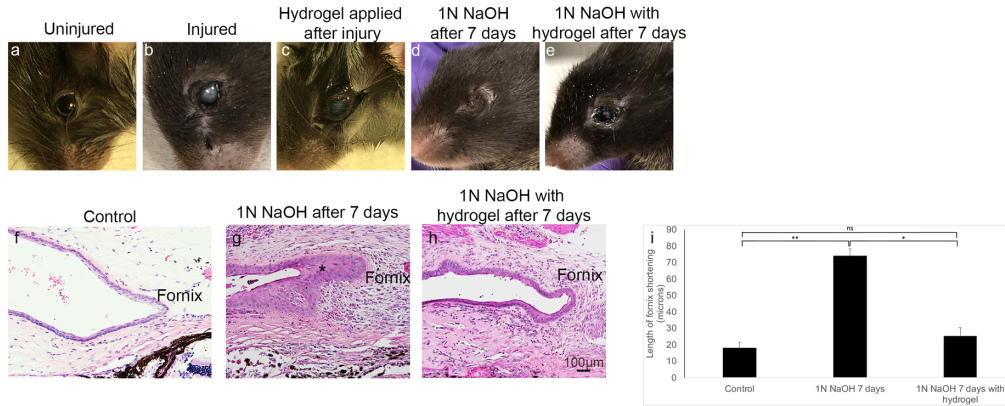 Uninjured
Injured
Hydrogel applied
after injury
1N NaOH
after 7 days
1N NaOH with
hydrogel after 7 days
a
b
c
d
e
Control
1N NaOH after 7 days
1N NaOH with
hydrogel after 7 days
f
Fornix
g
*
Fornix
h
Fornix
100μm
i
ns
**
*
Length of fornix shortening
(microns)
90
80
70
60
50
40
30
20
10
0
Control
1N NaOH 7 days
1N NaOH 7 days with
hydrogel